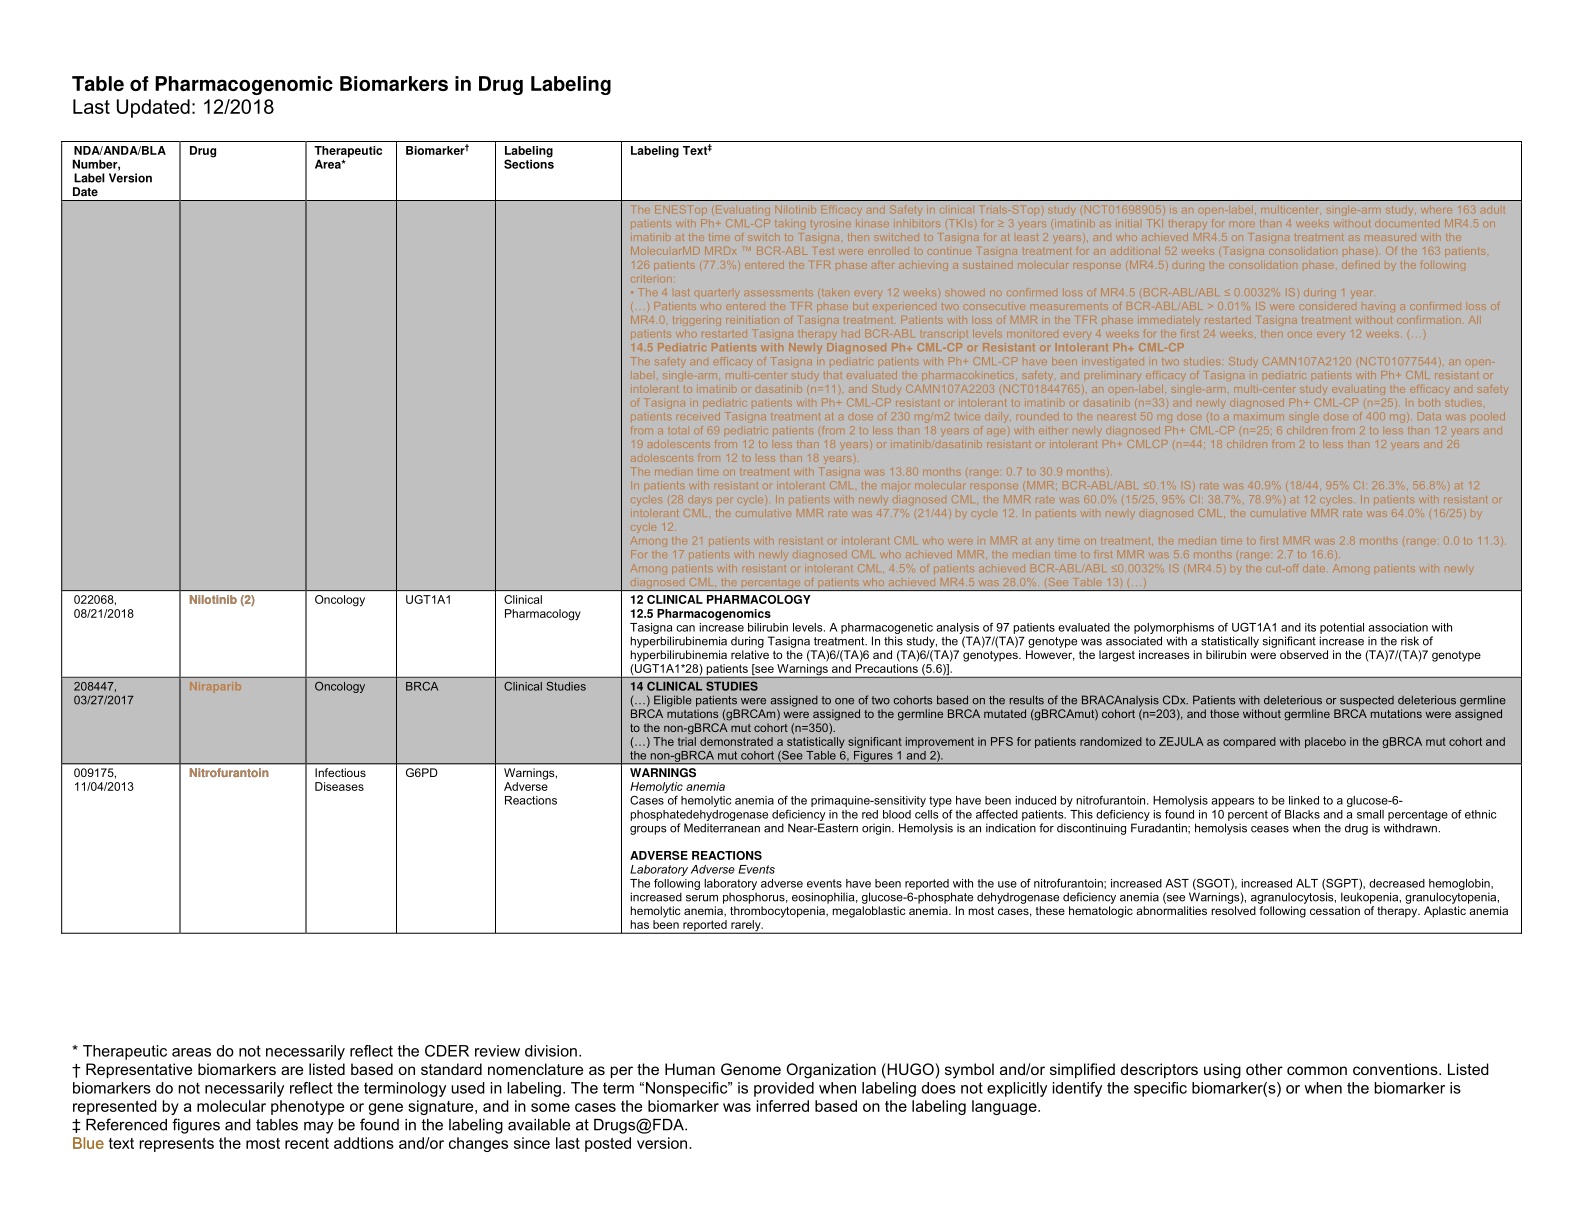 Table of Pharmacogenomic Biomarkers in Drug Labeling
Last Updated: 12/2018
NDA/ANDA/BLA
Number,
Label Version
Date
Drug
Therapeutic
Area*
Biomarker†
Labeling
Sections
Labeling Text‡
The ENESTop (Evaluating Nilotinib Efficacy and Safety in clinical Trials-STop) study (NCT01698905) is an open-label, multicenter, single-arm study, where 163 adult
patients with Ph+ CML-CP taking tyrosine kinase inhibitors (TKIs) for ≥ 3 years (imatinib as initial TKI therapy for more than 4 weeks without documented MR4.5 on
imatinib at the time of switch to Tasigna, then switched to Tasigna for at least 2 years), and who achieved MR4.5 on Tasigna treatment as measured with the
MolecularMD MRDx ™ BCR-ABL Test were enrolled to continue Tasigna treatment for an additional 52 weeks (Tasigna consolidation phase). Of the 163 patients,
126 patients (77.3%) entered the TFR phase after achieving a sustained molecular response (MR4.5) during the consolidation phase, defined by the following
criterion:
• The 4 last quarterly assessments (taken every 12 weeks) showed no confirmed loss of MR4.5 (BCR-ABL/ABL ≤ 0.0032% IS) during 1 year.
(…) Patients who entered the TFR phase but experienced two consecutive measurements of BCR-ABL/ABL > 0.01% IS were considered having a confirmed loss of
MR4.0, triggering reinitiation of Tasigna treatment. Patients with loss of MMR in the TFR phase immediately restarted Tasigna treatment without confirmation. All
patients who restarted Tasigna therapy had BCR-ABL transcript levels monitored every 4 weeks for the first 24 weeks, then once every 12 weeks. (…)
14.5 Pediatric Patients with Newly Diagnosed Ph+ CML-CP or Resistant or Intolerant Ph+ CML-CP
The safety and efficacy of Tasigna in pediatric patients with Ph+ CML-CP have been investigated in two studies: Study CAMN107A2120 (NCT01077544), an open-
label, single-arm, multi-center study that evaluated the pharmacokinetics, safety, and preliminary efficacy of Tasigna in pediatric patients with Ph+ CML resistant or
intolerant to imatinib or dasatinib (n=11), and Study CAMN107A2203 (NCT01844765), an open-label, single-arm, multi-center study evaluating the efficacy and safety
of Tasigna in pediatric patients with Ph+ CML-CP resistant or intolerant to imatinib or dasatinib (n=33) and newly diagnosed Ph+ CML-CP (n=25). In both studies,
patients received Tasigna treatment at a dose of 230 mg/m2 twice daily, rounded to the nearest 50 mg dose (to a maximum single dose of 400 mg). Data was pooled
from a total of 69 pediatric patients (from 2 to less than 18 years of age) with either newly diagnosed Ph+ CML-CP (n=25; 6 children from 2 to less than 12 years and
19 adolescents from 12 to less than 18 years) or imatinib/dasatinib resistant or intolerant Ph+ CMLCP (n=44; 18 children from 2 to less than 12 years and 26
adolescents from 12 to less than 18 years).
The median time on treatment with Tasigna was 13.80 months (range: 0.7 to 30.9 months).
In patients with resistant or intolerant CML, the major molecular response (MMR; BCR-ABL/ABL ≤0.1% IS) rate was 40.9% (18/44, 95% CI: 26.3%, 56.8%) at 12
cycles (28 days per cycle). In patients with newly diagnosed CML, the MMR rate was 60.0% (15/25, 95% CI: 38.7%, 78.9%) at 12 cycles. In patients with resistant or
intolerant CML, the cumulative MMR rate was 47.7% (21/44) by cycle 12. In patients with newly diagnosed CML, the cumulative MMR rate was 64.0% (16/25) by
cycle 12.
Among the 21 patients with resistant or intolerant CML who were in MMR at any time on treatment, the median time to first MMR was 2.8 months (range: 0.0 to 11.3).
For the 17 patients with newly diagnosed CML who achieved MMR, the median time to first MMR was 5.6 months (range: 2.7 to 16.6).
Among patients with resistant or intolerant CML, 4.5% of patients achieved BCR-ABL/ABL ≤0.0032% IS (MR4.5) by the cut-off date. Among patients with newly
diagnosed CML, the percentage of patients who achieved MR4.5 was 28.0%. (See Table 13) (…)
022068,
08/21/2018
Nilotinib (2)
Oncology
UGT1A1
Clinical
Pharmacology
12 CLINICAL PHARMACOLOGY
12.5 Pharmacogenomics
Tasigna can increase bilirubin levels. A pharmacogenetic analysis of 97 patients evaluated the polymorphisms of UGT1A1 and its potential association with
hyperbilirubinemia during Tasigna treatment. In this study, the (TA)7/(TA)7 genotype was associated with a statistically significant increase in the risk of
hyperbilirubinemia relative to the (TA)6/(TA)6 and (TA)6/(TA)7 genotypes. However, the largest increases in bilirubin were observed in the (TA)7/(TA)7 genotype
(UGT1A1*28) patients [see Warnings and Precautions (5.6)].
208447,
03/27/2017
Niraparib
Oncology
BRCA
Clinical Studies
14 CLINICAL STUDIES
(…) Eligible patients were assigned to one of two cohorts based on the results of the BRACAnalysis CDx. Patients with deleterious or suspected deleterious germline
BRCA mutations (gBRCAm) were assigned to the germline BRCA mutated (gBRCAmut) cohort (n=203), and those without germline BRCA mutations were assigned
to the non-gBRCA mut cohort (n=350).
(…) The trial demonstrated a statistically significant improvement in PFS for patients randomized to ZEJULA as compared with placebo in the gBRCA mut cohort and
the non-gBRCA mut cohort (See Table 6, Figures 1 and 2).
009175,
11/04/2013
Nitrofurantoin
Infectious
Diseases
G6PD
Warnings,
Adverse
Reactions
WARNINGS
Hemolytic anemia
Cases of hemolytic anemia of the primaquine-sensitivity type have been induced by nitrofurantoin. Hemolysis appears to be linked to a glucose-6-
phosphatedehydrogenase deficiency in the red blood cells of the affected patients. This deficiency is found in 10 percent of Blacks and a small percentage of ethnic
groups of Mediterranean and Near-Eastern origin. Hemolysis is an indication for discontinuing Furadantin; hemolysis ceases when the drug is withdrawn.
ADVERSE REACTIONS
Laboratory Adverse Events
The following laboratory adverse events have been reported with the use of nitrofurantoin; increased AST (SGOT), increased ALT (SGPT), decreased hemoglobin,
increased serum phosphorus, eosinophilia, glucose-6-phosphate dehydrogenase deficiency anemia (see Warnings), agranulocytosis, leukopenia, granulocytopenia,
hemolytic anemia, thrombocytopenia, megaloblastic anemia. In most cases, these hematologic abnormalities resolved following cessation of therapy. Aplastic anemia
has been reported rarely.
* Therapeutic areas do not necessarily reflect the CDER review division.
† Representative biomarkers are listed based on standard nomenclature as per the Human Genome Organization (HUGO) symbol and/or simplified descriptors using other common conventions. Listed
biomarkers do not necessarily reflect the terminology used in labeling. The term “Nonspecific” is provided when labeling does not explicitly identify the specific biomarker(s) or when the biomarker is
represented by a molecular phenotype or gene signature, and in some cases the biomarker was inferred based on the labeling language.
‡ Referenced figures and tables may be found in the labeling available at Drugs@FDA.
Blue text represents the most recent addtions and/or changes since last posted version.